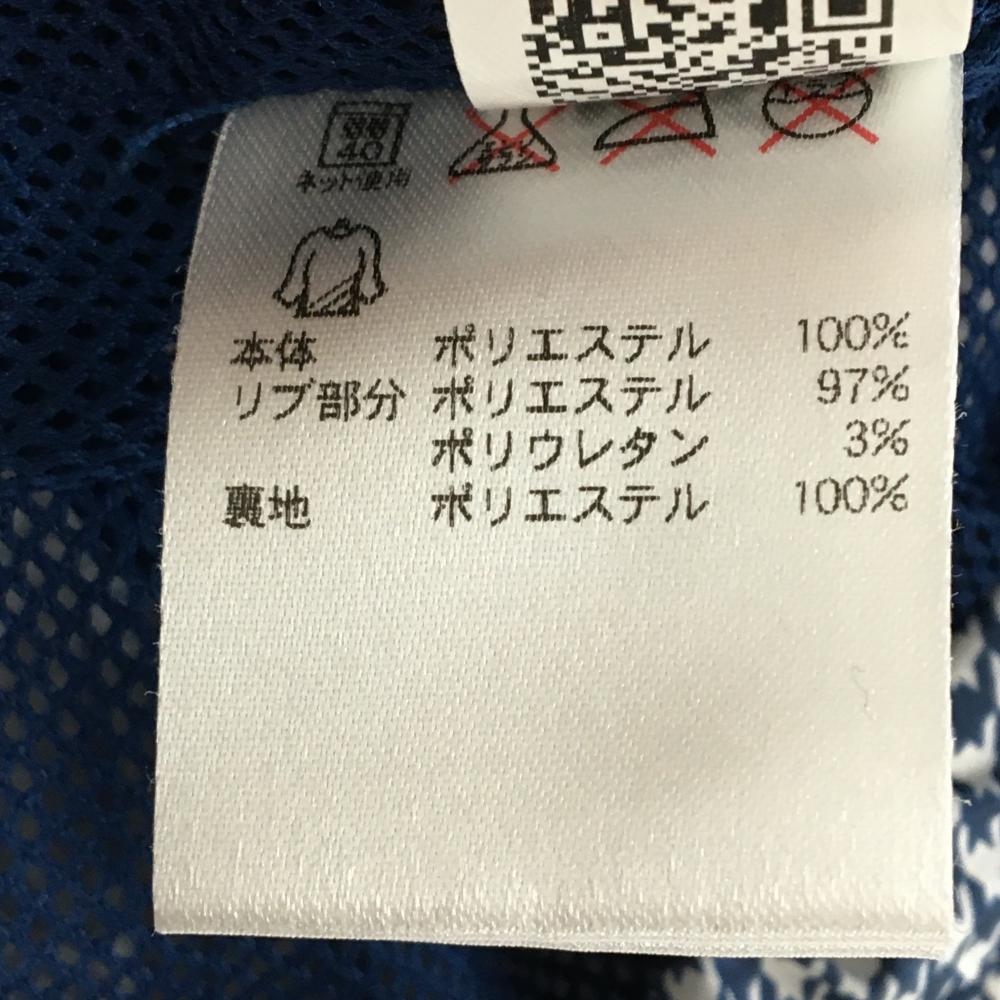 40
ネット使用
本体 ポリエステル 100%
リブ部分 ポリエステル 97%
ポリウレタン 3%
裏地 ポリエステル 100%